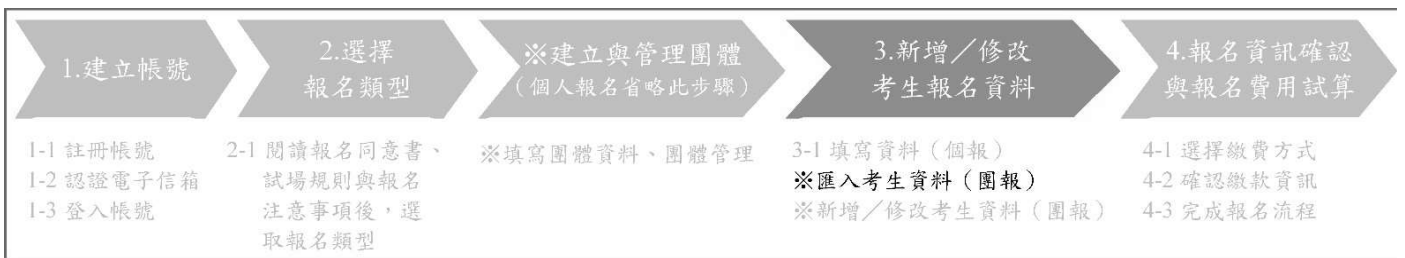 1.建立帳號
2.選擇
報名類型
※建立與管理團體
（個人報名省略此步驟）
3.新增／修改
考生報名資料
4.報名資訊確認
與報名費用試算
1-1 註冊帳號
1-2 認證電子信箱
1-3 登入帳號
2-1 閱讀報名同意書、
試場規則與報名
注意事項後，選
取報名類型
※填寫團體資料、團體管理
3-1 填寫資料（個報）
※匯入考生資料（團報）
※新增／修改考生資料（團報）
4-1 選擇繳費方式
4-2 確認繳款資訊
4-3 完成報名流程